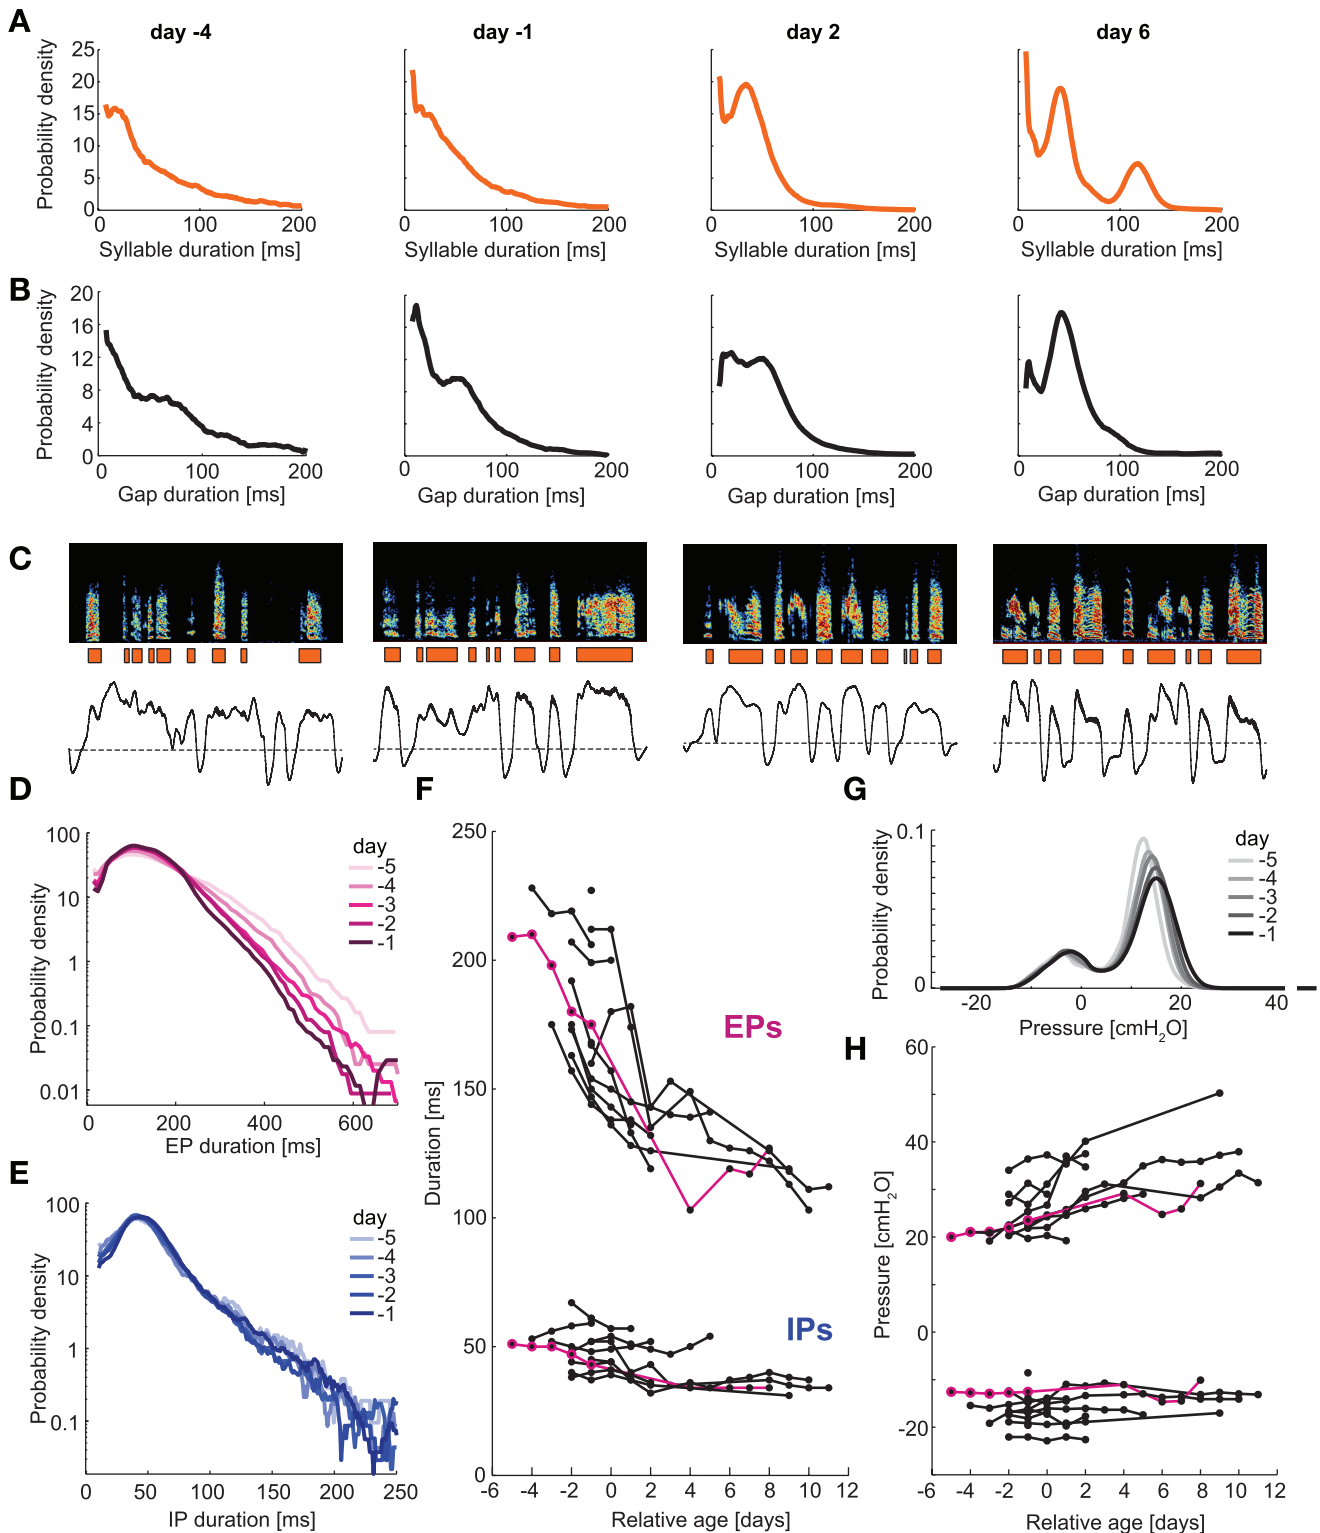 A
day -4
day -1
day 2
day 6
Probability density
25
20
15
10
5
0
0 100 200
0 100 200
0 100 200
0 100 200
Syllable duration [ms]
Syllable duration [ms]
Syllable duration [ms]
Syllable duration [ms]
B
Probability density
20
16
12
8
4
0
0 100 200
0 100 200
0 100 200
0 100 200
Gap duration [ms]
Gap duration [ms]
Gap duration [ms]
Gap duration [ms]
C
D
Probability density
100
10
1
0.1
0.01
day
-5
-4
-3
-2
-1
0 200 400 600
EP duration [ms]
E
Probability density
100
10
1
0.1
day
-5
-4
-3
-2
-1
0 50 100 150 200 250
IP duration [ms]
F
Duration [ms]
250
200
150
100
50
0
EPs
IPs
-6 -4 -2 0 2 4 6 8 10 12
Relative age [days]
G
Probability density
0.1
0
day
-5
-4
-3
-2
-1
-20 0 20 40
Pressure [cmH2O]
H
Pressure [cmH2O]
60
40
20
0
-20
-6 -4 -2 0 2 4 6 8 10 12
Relative age [days]